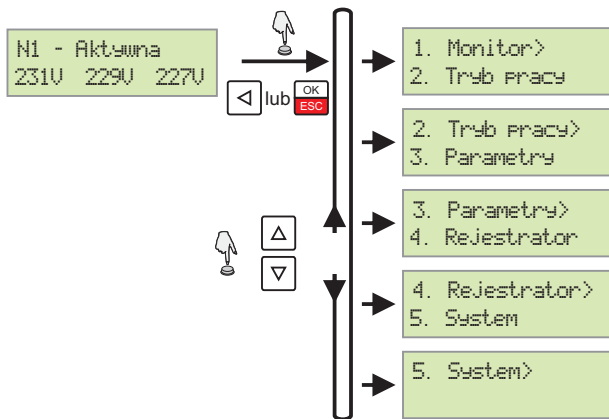 N1 - Aktywna
231V 229V 227V
lub
OK
ESC
1. Monitor>
2. Tryb pracy
2. Tryb pracy>
3. Parametry
3. Parametry>
4. Rejestrator
4. Rejestrator>
5. System
5. System>